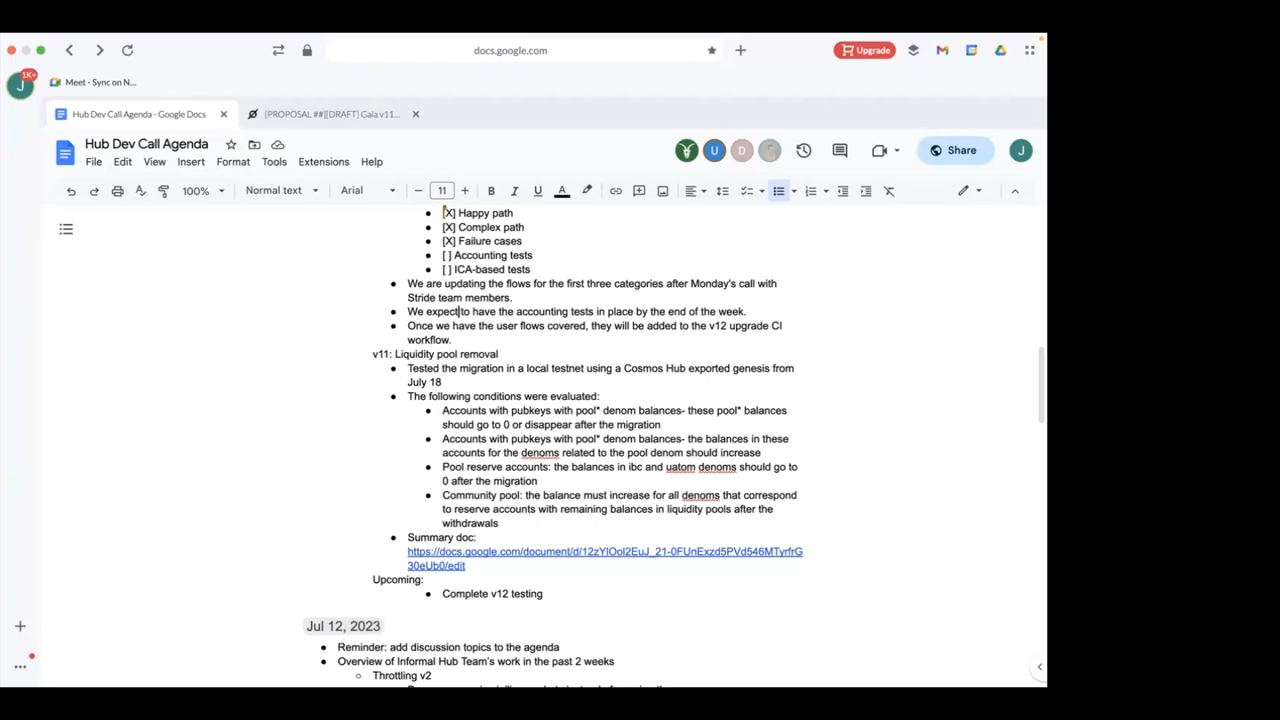 docs.google.com
Upgrade
1K+
J
Meet - Sync on N...
Hub Dev Call Agenda - Google Docs
[PROPOSAL ##][DRAFT] Gaia v11...
Hub Dev Call Agenda
File Edit View Insert Format Tools Extensions Help
U D Share J
100% Normal text Arial 11 B I U A
[X] Happy path
[X] Complex path
[X] Failure cases
[ ] Accounting tests
[ ] ICA-based tests
We are updating the flows for the first three categories after Monday's call with
Stride team members.
We expect to have the accounting tests in place by the end of the week.
Once we have the user flows covered, they will be added to the v12 upgrade CI
workflow.
v11: Liquidity pool removal
Tested the migration in a local testnet using a Cosmos Hub exported genesis from
July 18
The following conditions were evaluated:
Accounts with pubkeys with pool* denom balances- these pool* balances
should go to 0 or disappear after the migration
Accounts with pubkeys with pool* denom balances- the balances in these
accounts for the denoms related to the pool denom should increase
Pool reserve accounts: the balances in ibc and uatom denoms should go to
0 after the migration
Community pool: the balance must increase for all denoms that correspond
to reserve accounts with remaining balances in liquidity pools after the
withdrawals
Summary doc:
https://docs.google.com/document/d/12zYlOol2EuJ_21-0FUnExzd5PVd546MTyrfrG
30eUb0/edit
Upcoming:
Complete v12 testing
Jul 12, 2023
Reminder: add discussion topics to the agenda
Overview of Informal Hub Team's work in the past 2 weeks
Throttling v2